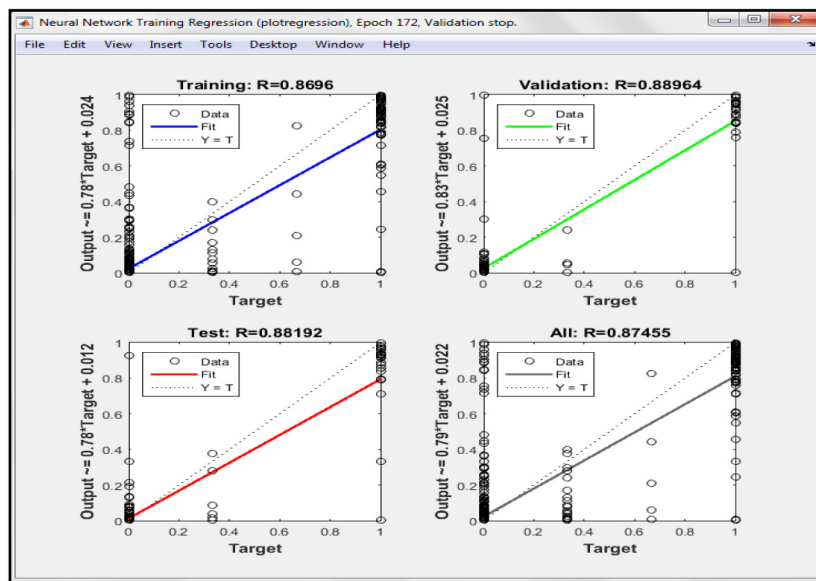 Neural Network Training Regression (plotregression), Epoch 172, Validation stop.
File Edit View Insert Tools Desktop Window Help
Training: R=0.8696
Output ~= 0.78*Target + 0.024
1
0.8
0.6
0.4
0.2
0
Data
Fit
Y = T
0 0.2 0.4 0.6 0.8 1
Target
Validation: R=0.88964
Output ~= 0.83*Target + 0.025
1
0.8
0.6
0.4
0.2
0
Data
Fit
Y = T
0 0.2 0.4 0.6 0.8 1
Target
Test: R=0.88192
Output ~= 0.78*Target + 0.012
1
0.8
0.6
0.4
0.2
0
Data
Fit
Y = T
0 0.2 0.4 0.6 0.8 1
Target
All: R=0.87455
Output ~= 0.79*Target + 0.022
1
0.8
0.6
0.4
0.2
0
Data
Fit
Y = T
0 0.2 0.4 0.6 0.8 1
Target